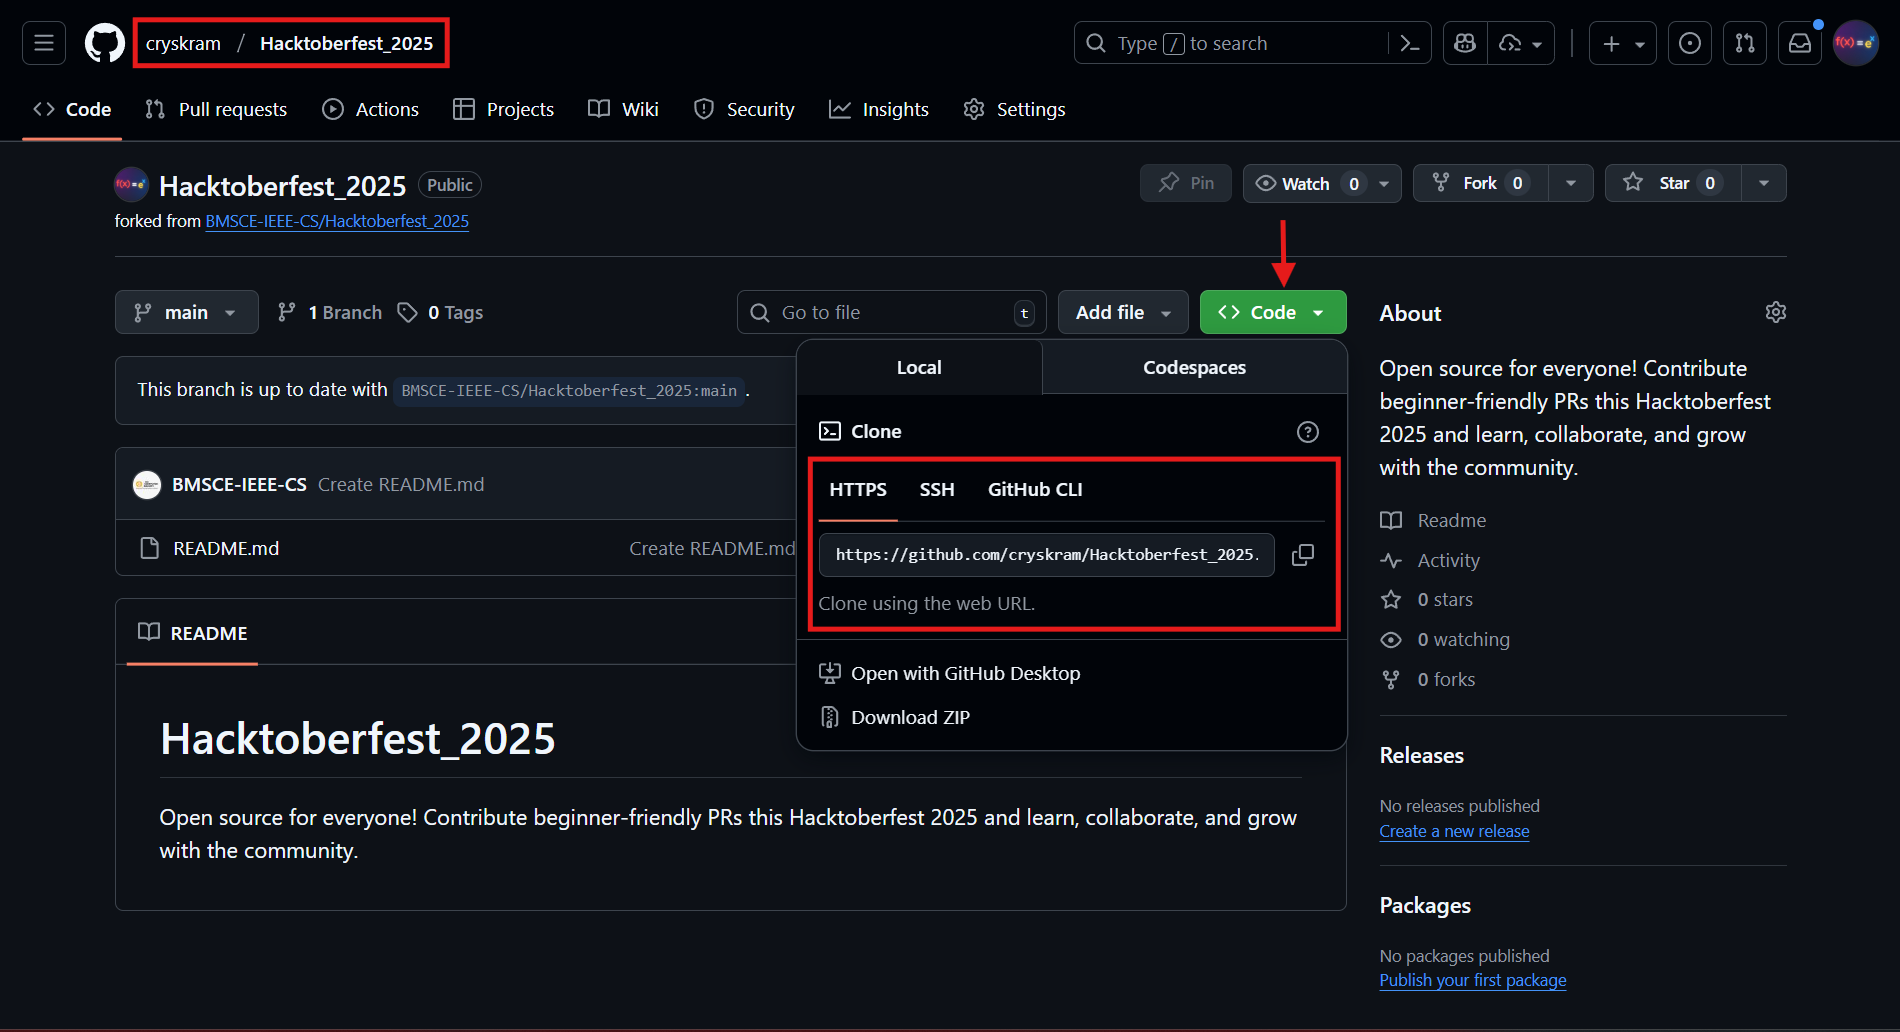 cryskram / Hacktoberfest_2025
Type / to search
Code Pull requests Actions Projects Wiki Security Insights Settings
f(x) = eˣ
Hacktoberfest_2025 Public
Pin Watch 0 Fork 0 Star 0
forked from BMSCE-IEEE-CS/Hacktoberfest_2025
main 1 Branch 0 Tags
Go to file t
Add file Code
Local Codespaces
Clone
HTTPS SSH GitHub CLI
https://github.com/cryskram/Hacktoberfest_2025.
Clone using the web URL.
Open with GitHub Desktop
Download ZIP
This branch is up to date with BMSCE-IEEE-CS/Hacktoberfest_2025:main .
BMSCE-IEEE-CS Create README.md
README.md Create README.md
README
Hacktoberfest_2025
Open source for everyone! Contribute beginner-friendly PRs this Hacktoberfest 2025 and learn, collaborate, and grow
with the community.
About
Open source for everyone! Contribute
beginner-friendly PRs this Hacktoberfest
2025 and learn, collaborate, and grow
with the community.
Readme
Activity
0 stars
0 watching
0 forks
Releases
No releases published
Create a new release
Packages
No packages published
Publish your first package